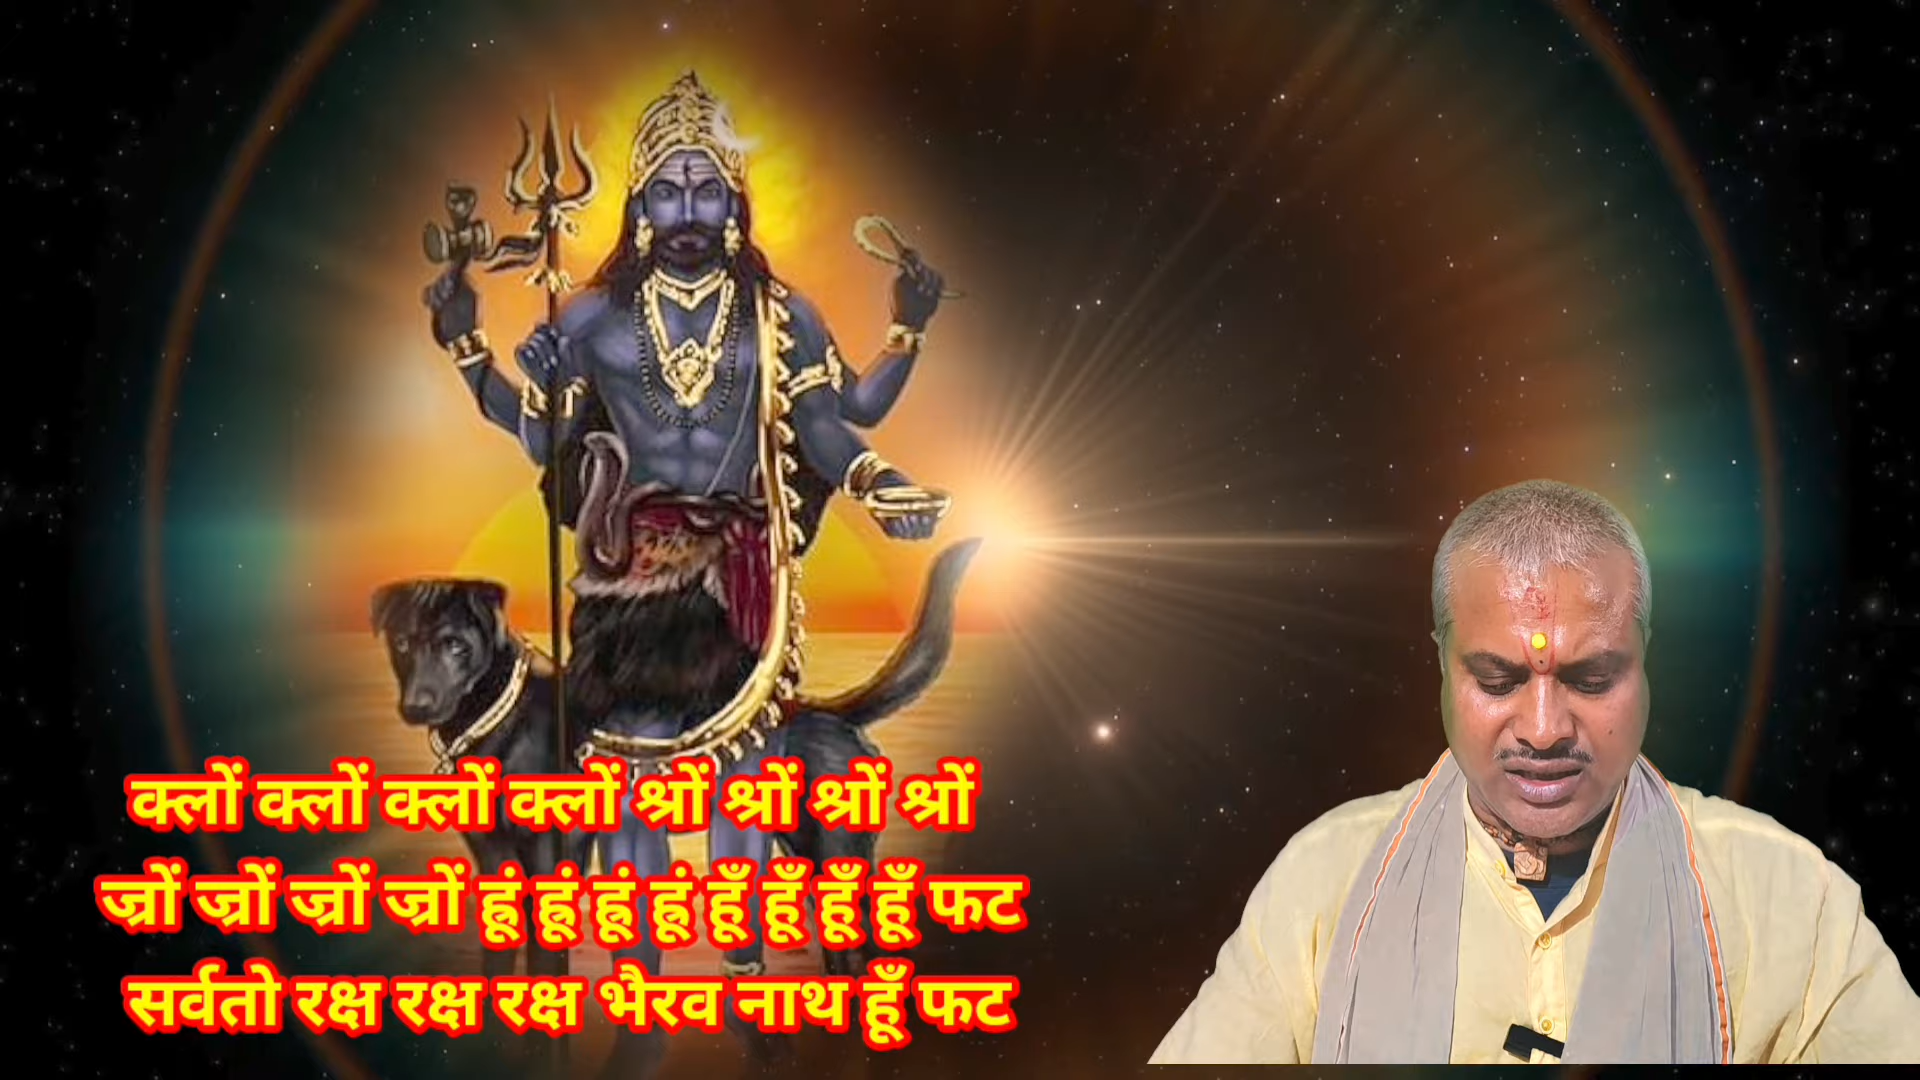 क्लों क्लों क्लों क्लों श्रों श्रों श्रों श्रों
ज्रों ज्रों ज्रों ज्रों ह्रूं ह्रूं ह्रूं ह्रूं हूँ हूँ हूँ हूँ फट
सर्वतो रक्ष रक्ष रक्ष भैरव नाथ हूँ फट